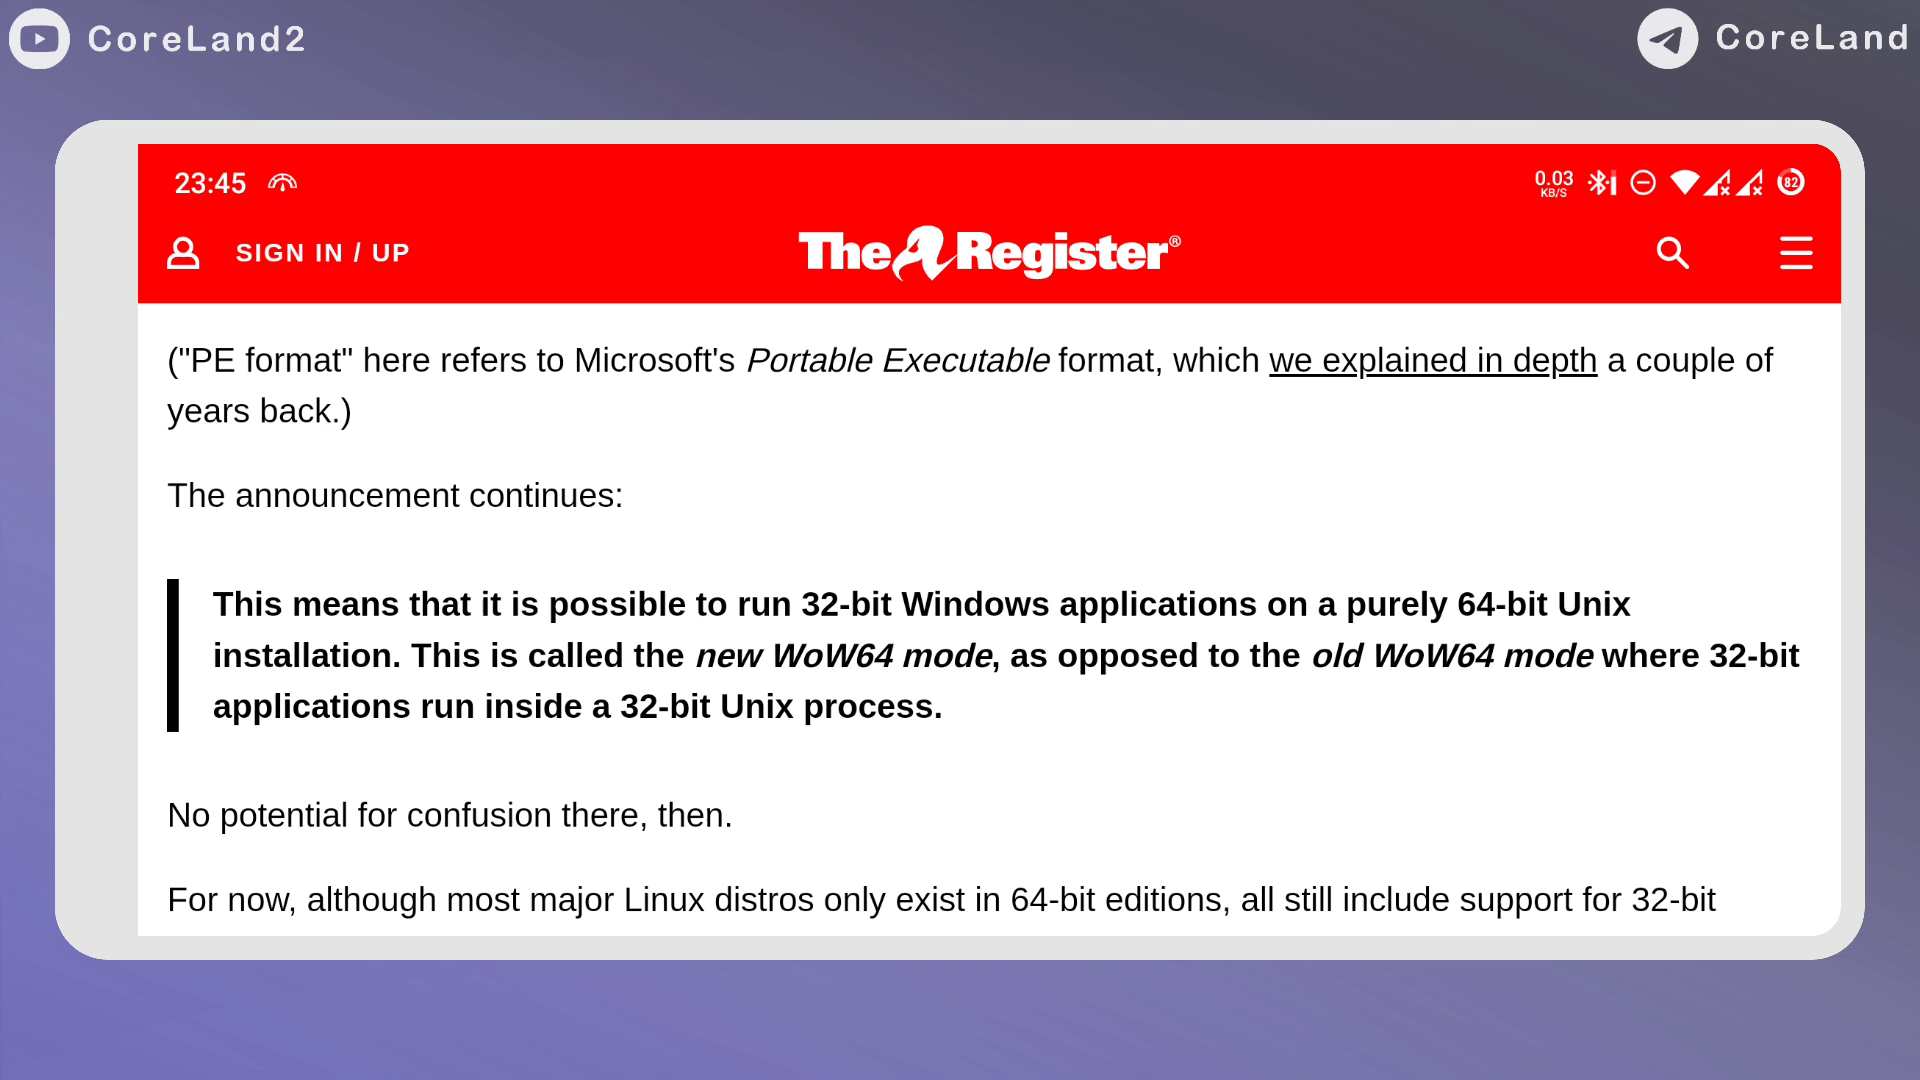 CoreLand2
CoreLand
23:45
0.03
KB/S
82
SIGN IN / UP
The Register®
("PE format" here refers to Microsoft's Portable Executable format, which we explained in depth a couple of
years back.)
The announcement continues:
This means that it is possible to run 32-bit Windows applications on a purely 64-bit Unix
installation. This is called the new WoW64 mode, as opposed to the old WoW64 mode where 32-bit
applications run inside a 32-bit Unix process.
No potential for confusion there, then.
For now, although most major Linux distros only exist in 64-bit editions, all still include support for 32-bit